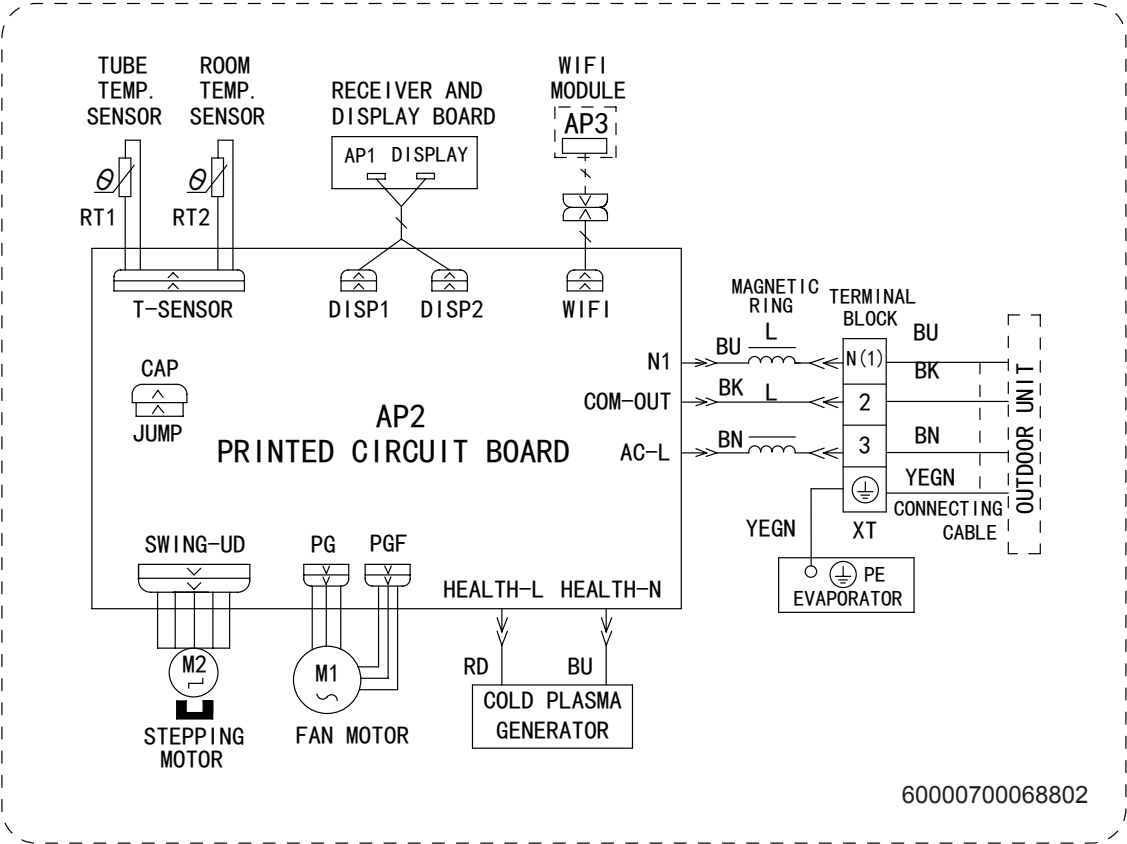 TUBE
TEMP.
SENSOR
ROOM
TEMP.
SENSOR
RECEIVER AND
DISPLAY BOARD
WIFI
MODULE
AP3
AP1 DISPLAY
θ
RT1
θ
RT2
T-SENSOR
DISP1
DISP2
WIFI
MAGNETIC
RING
TERMINAL
BLOCK
CAP
JUMP
AP2
PRINTED CIRCUIT BOARD
N1
BU
L
N(1)
BU
COM-OUT
BK
L
2
BK
AC-L
BN
3
BN
YEGN
OUTDOOR UNIT
CONNECTING
CABLE
XT
YEGN
PE
EVAPORATOR
SWING-UD
PG
PGF
HEALTH-L
HEALTH-N
M2
M1
RD
BU
COLD PLASMA
GENERATOR
STEPPING
MOTOR
FAN MOTOR
60000700068802